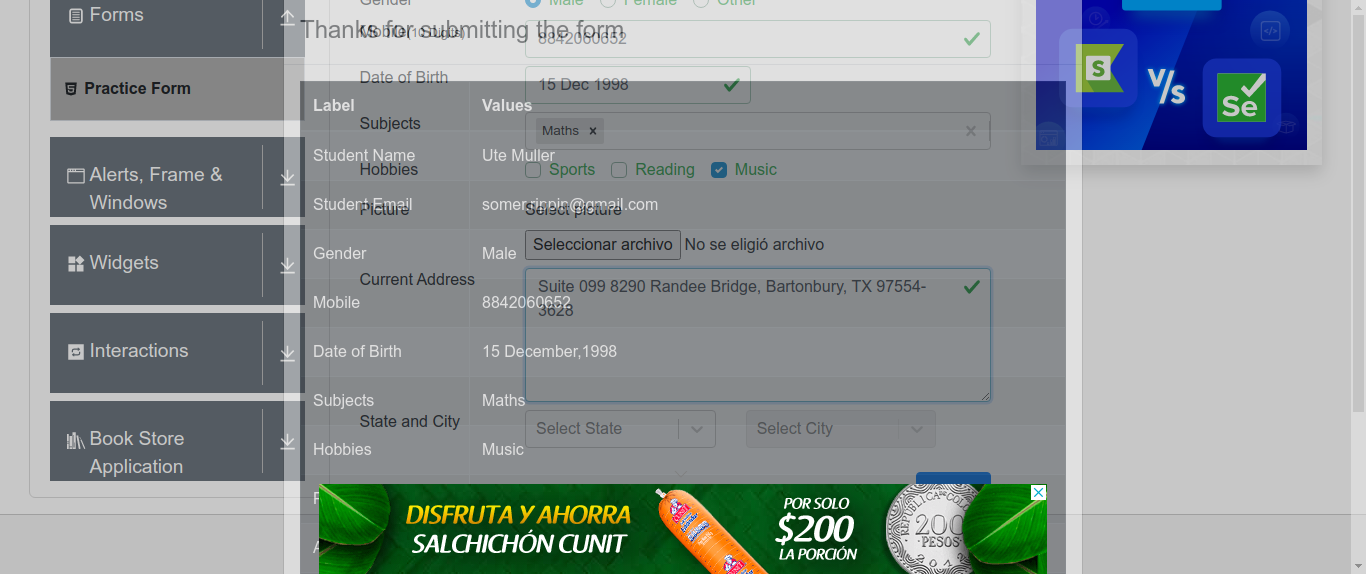 Forms
Practice Form
Alerts, Frame &
Windows
Widgets
Interactions
Book Store
Application
Thanks for submitting the form
Label Values
Student Name Ute Muller
Student Email
Gender Male
Mobile 8842060652
Date of Birth 15 December,1998
Subjects Maths
Hobbies Music
Gender Male Female Other
Mobile(10 Digits) 8842060652
Date of Birth 15 Dec 1998
Subjects Maths ×
Hobbies Sports Reading Music
Picture Select picture
Seleccionar archivo No se eligió archivo
Current Address Suite 099 8290 Randee Bridge, Bartonbury, TX 97554-
3628
State and City Select State Select City
S V/s Se
DISFRUTA Y AHORRA
SALCHICHÓN CUNIT
POR SOLO
$200
LA PORCIÓN
REPUBLICA DE COLOMBIA
200
PESOS